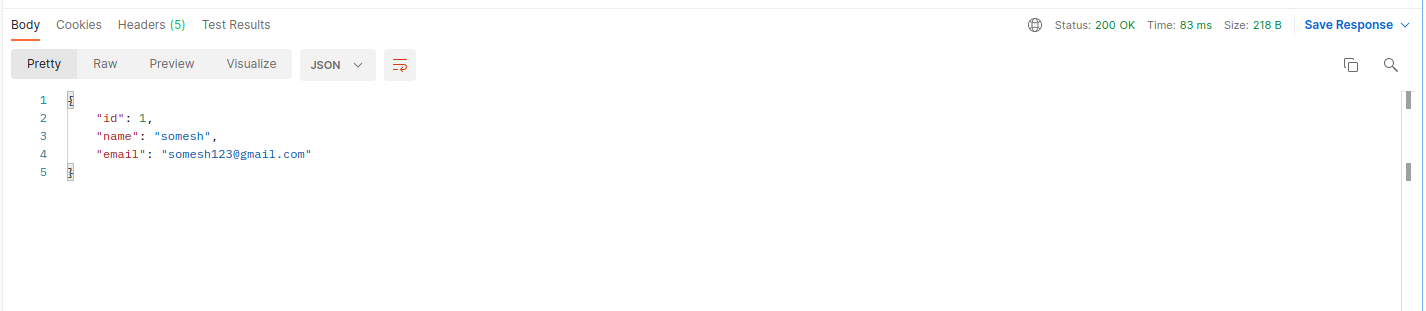 Body Cookies Headers (5) Test Results Status: 200 OK Time: 83 ms Size: 218 B Save Response
Pretty Raw Preview Visualize JSON
1 {
2 "id": 1,
3 "name": "somesh",
4 "email": "somesh123@gmail.com"
5 }